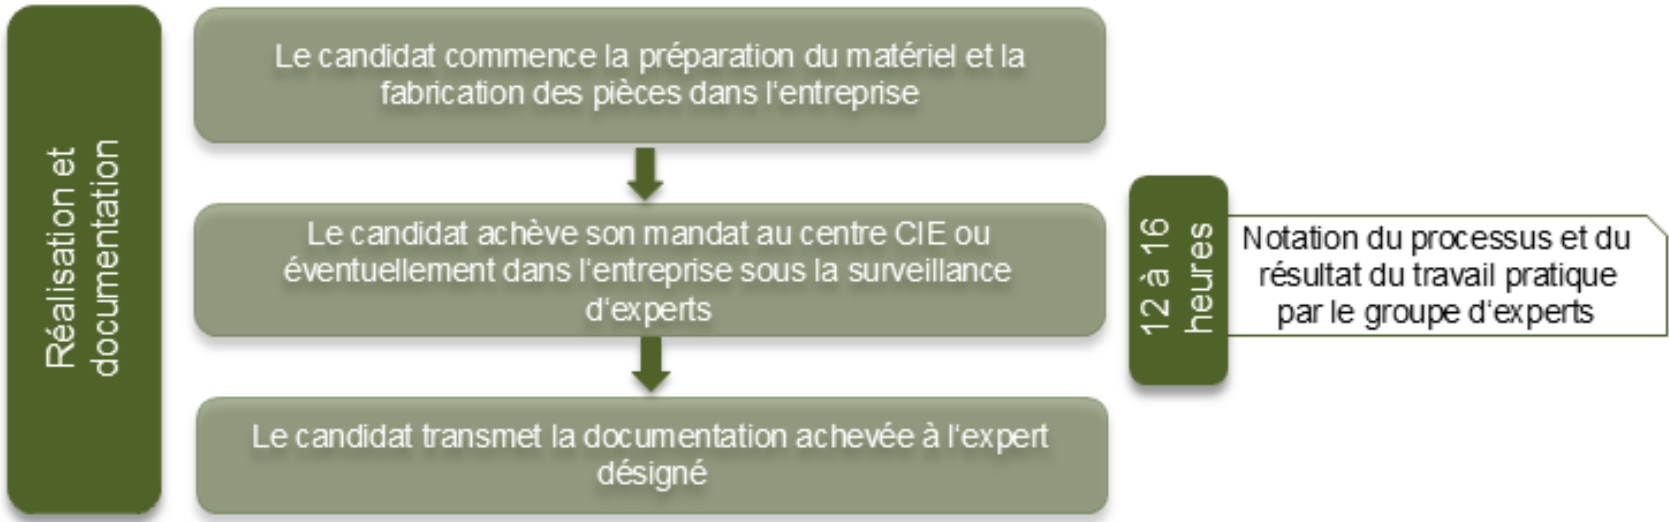 Réalisation et
documentation
Le candidat commence la préparation du matériel et la
fabrication des pièces dans l'entreprise
Le candidat achève son mandat au centre CIE ou
éventuellement dans l'entreprise sous la surveillance
d'experts
Le candidat transmet la documentation achevée à l'expert
désigné
12 à 16
heures
Notation du processus et du
résultat du travail pratique
par le groupe d'experts